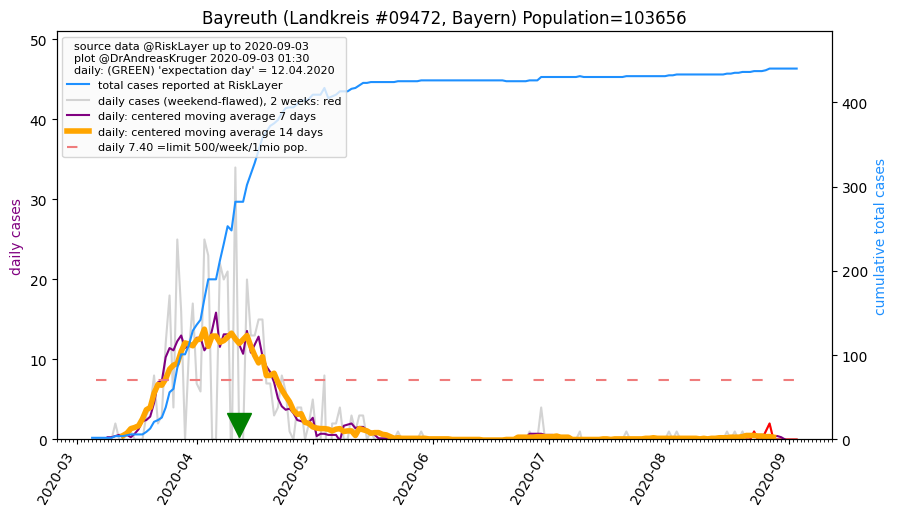 Bayreuth (Landkreis #09472, Bayern) Population=103656
source data @RiskLayer up to 2020-09-03
plot @DrAndreasKruger 2020-09-03 01:30
daily: (GREEN) 'expectation day' = 12.04.2020
total cases reported at RiskLayer
daily cases (weekend-flawed), 2 weeks: red
daily: centered moving average 7 days
daily: centered moving average 14 days
daily 7.40 =limit 500/week/1mio pop.
daily cases
50
40
30
20
10
0
cumulative total cases
400
300
200
100
0
2020-03
2020-04
2020-05
2020-06
2020-07
2020-08
2020-09